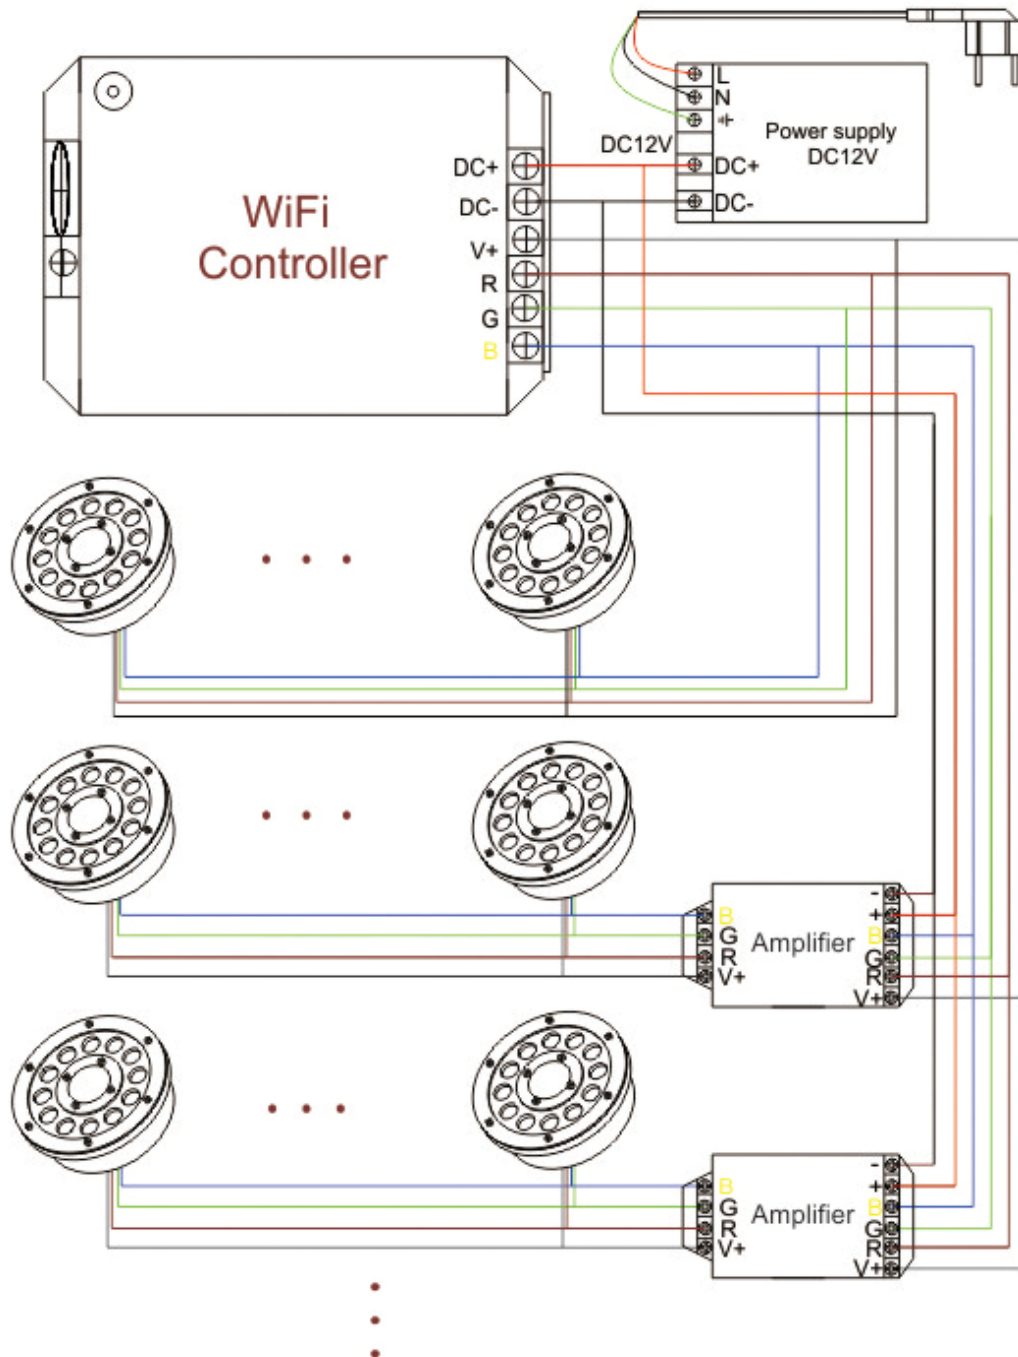 L
N
Power supply
DC12V
DC12V
DC+
DC-
WiFi
Controller
DC+
DC-
V+
R
G
B
B
G
R
V+
Amplifier
-
+
B
G
R
V+
B
G
R
V+
Amplifier
-
+
B
G
R
V+